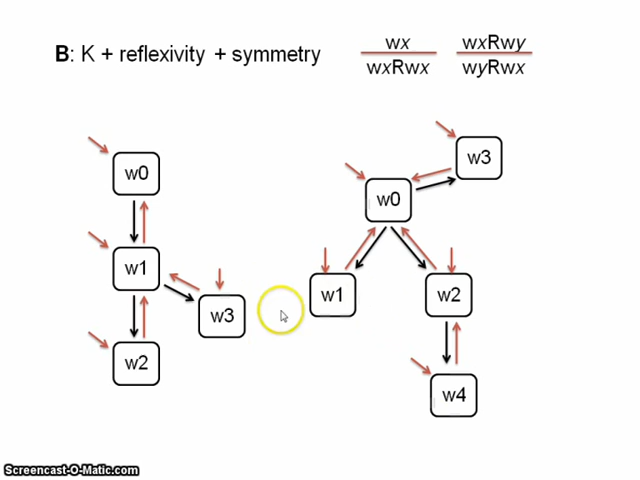 B: K + reflexivity + symmetry
wx
wxRwx
wxRwy
wyRwx
w0
w1
w2
w3
w3
w0
w1
w2
w4
Screencast-O-Matic.com